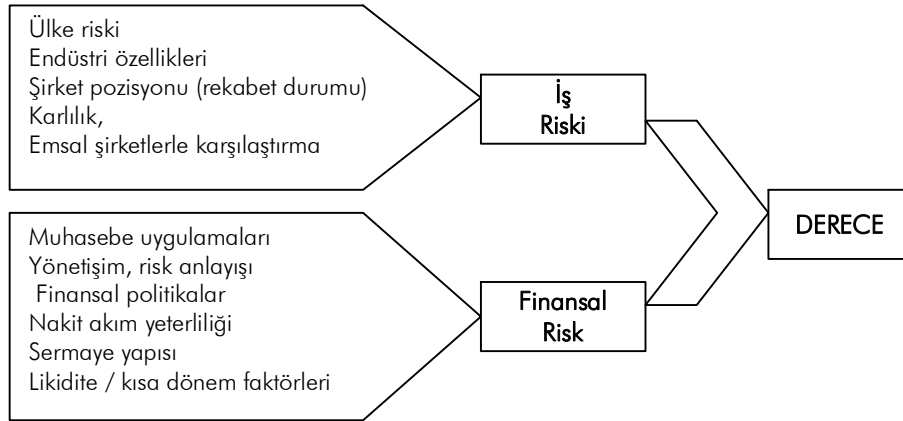 Ülke riski
Endüstri özellikleri
Şirket pozisyonu (rekabet durumu)
Karlılık,
Emsal şirketlerle karşılaştırma
İş
Riski
Muhasebe uygulamaları
Yönetişim, risk anlayışı
Finansal politikalar
Nakit akım yeterliliği
Sermaye yapısı
Likidite / kısa dönem faktörleri
Finansal
Risk
DERECE